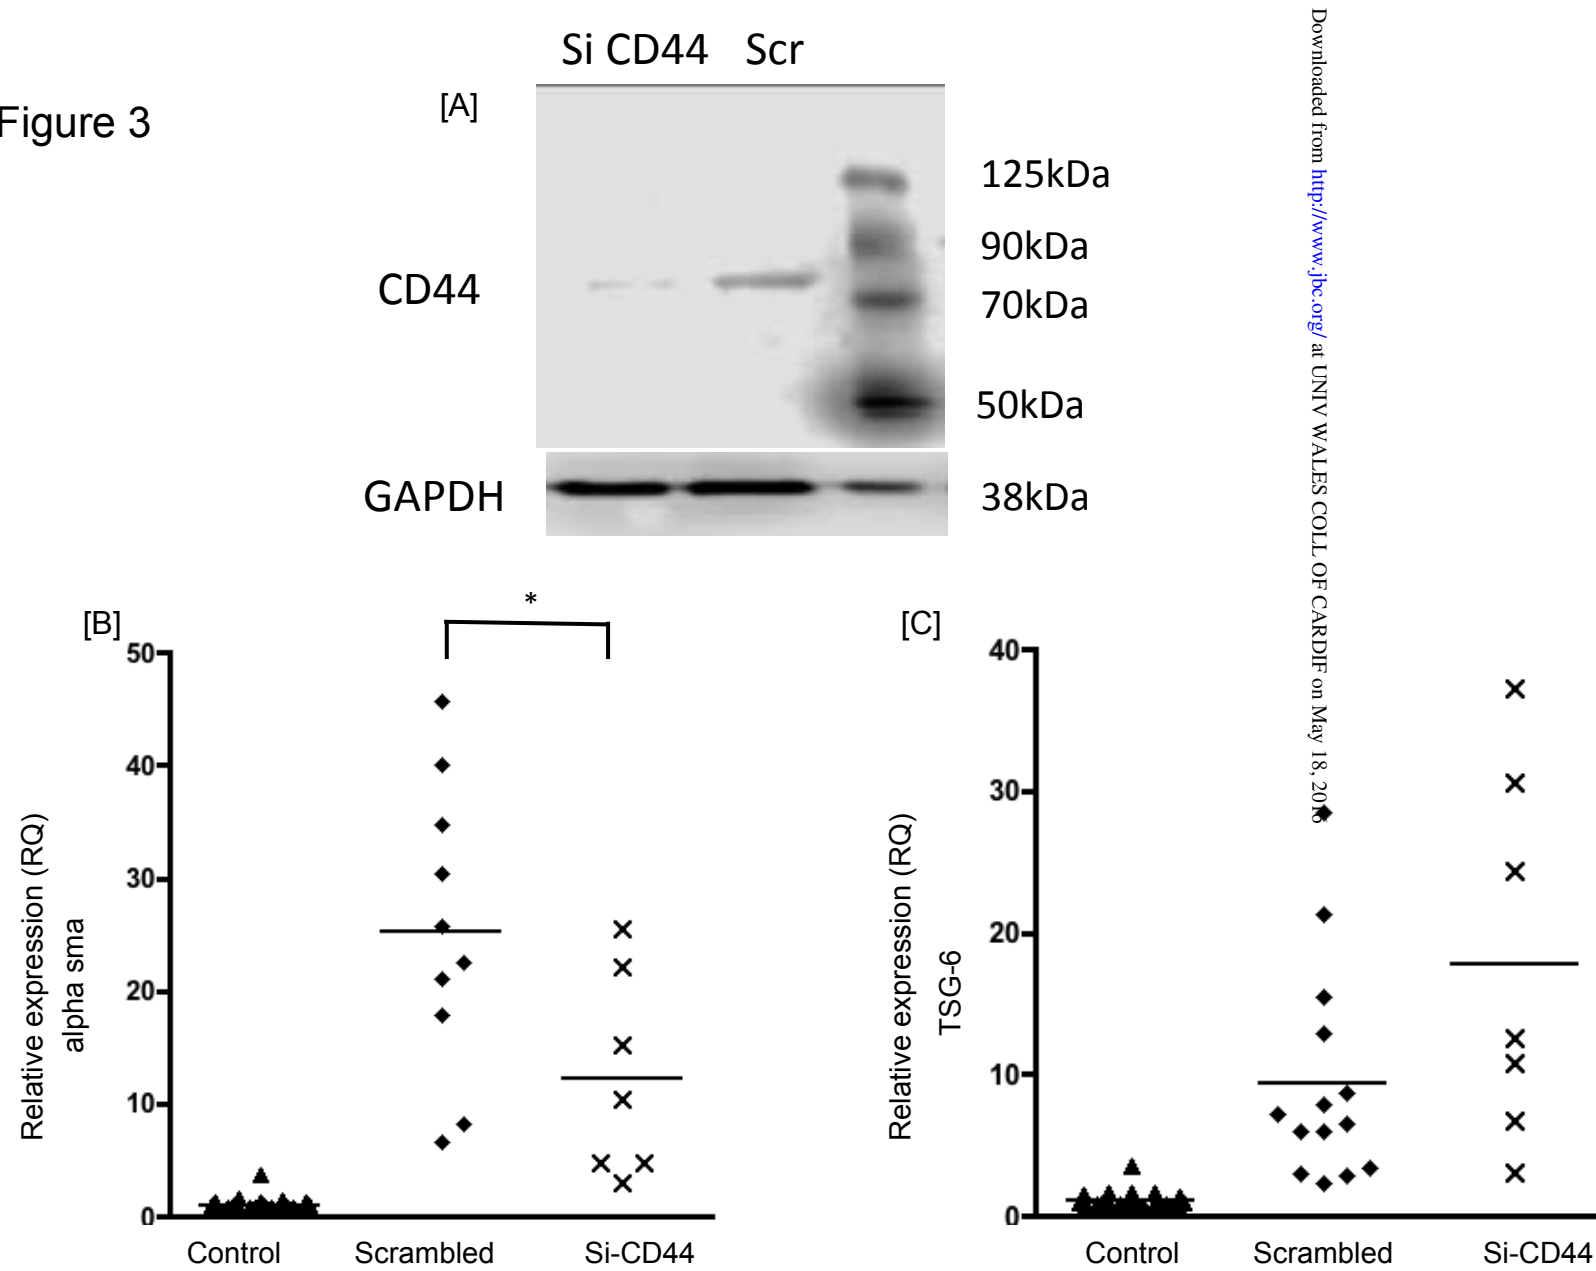 Si CD44 Scr
Figure 3
[A]
125kDa
90kDa
CD44
70kDa
50kDa
GAPDH
38kDa
Downloaded from http://www.jbc.org/ at UNIV WALES COLL OF CARDIF on May 18, 2016
[B]
*
50
40
30
20
10
0
Relative expression (RQ)
alpha sma
Control Scrambled Si-CD44
[C]
40
30
20
10
0
Relative expression (RQ)
TSG-6
Control Scrambled Si-CD44